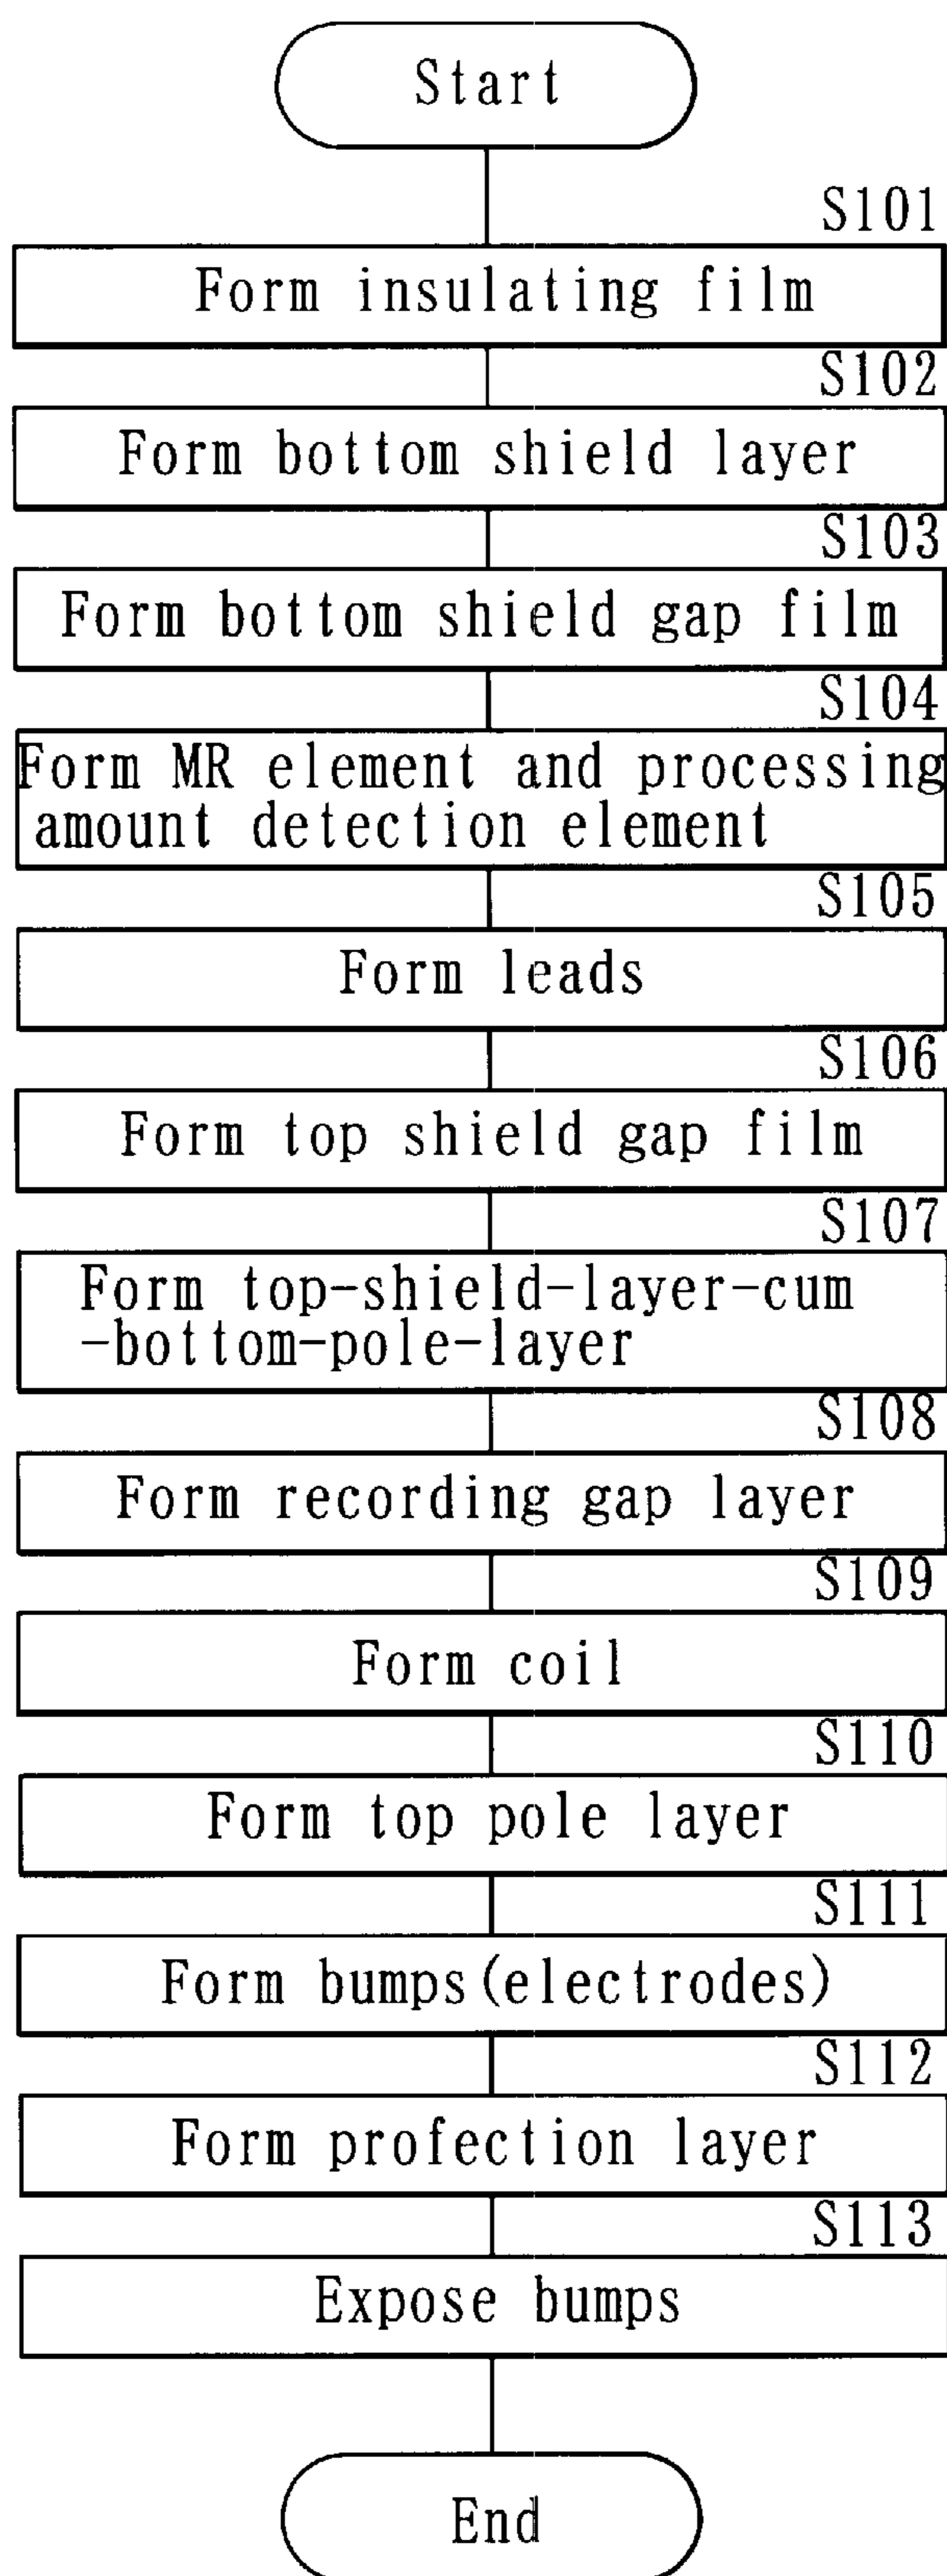 Start
S101
Form insulating film
S102
Form bottom shield layer
S103
Form bottom shield gap film
S104
Form MR element and processing
amount detection element
S105
Form leads
S106
Form top shield gap film
S107
Form top-shield-layer-cum
-bottom-pole-layer
S108
Form recording gap layer
S109
Form coil
S110
Form top pole layer
S111
Form bumps(electrodes)
S112
Form profection layer
S113
Expose bumps
End